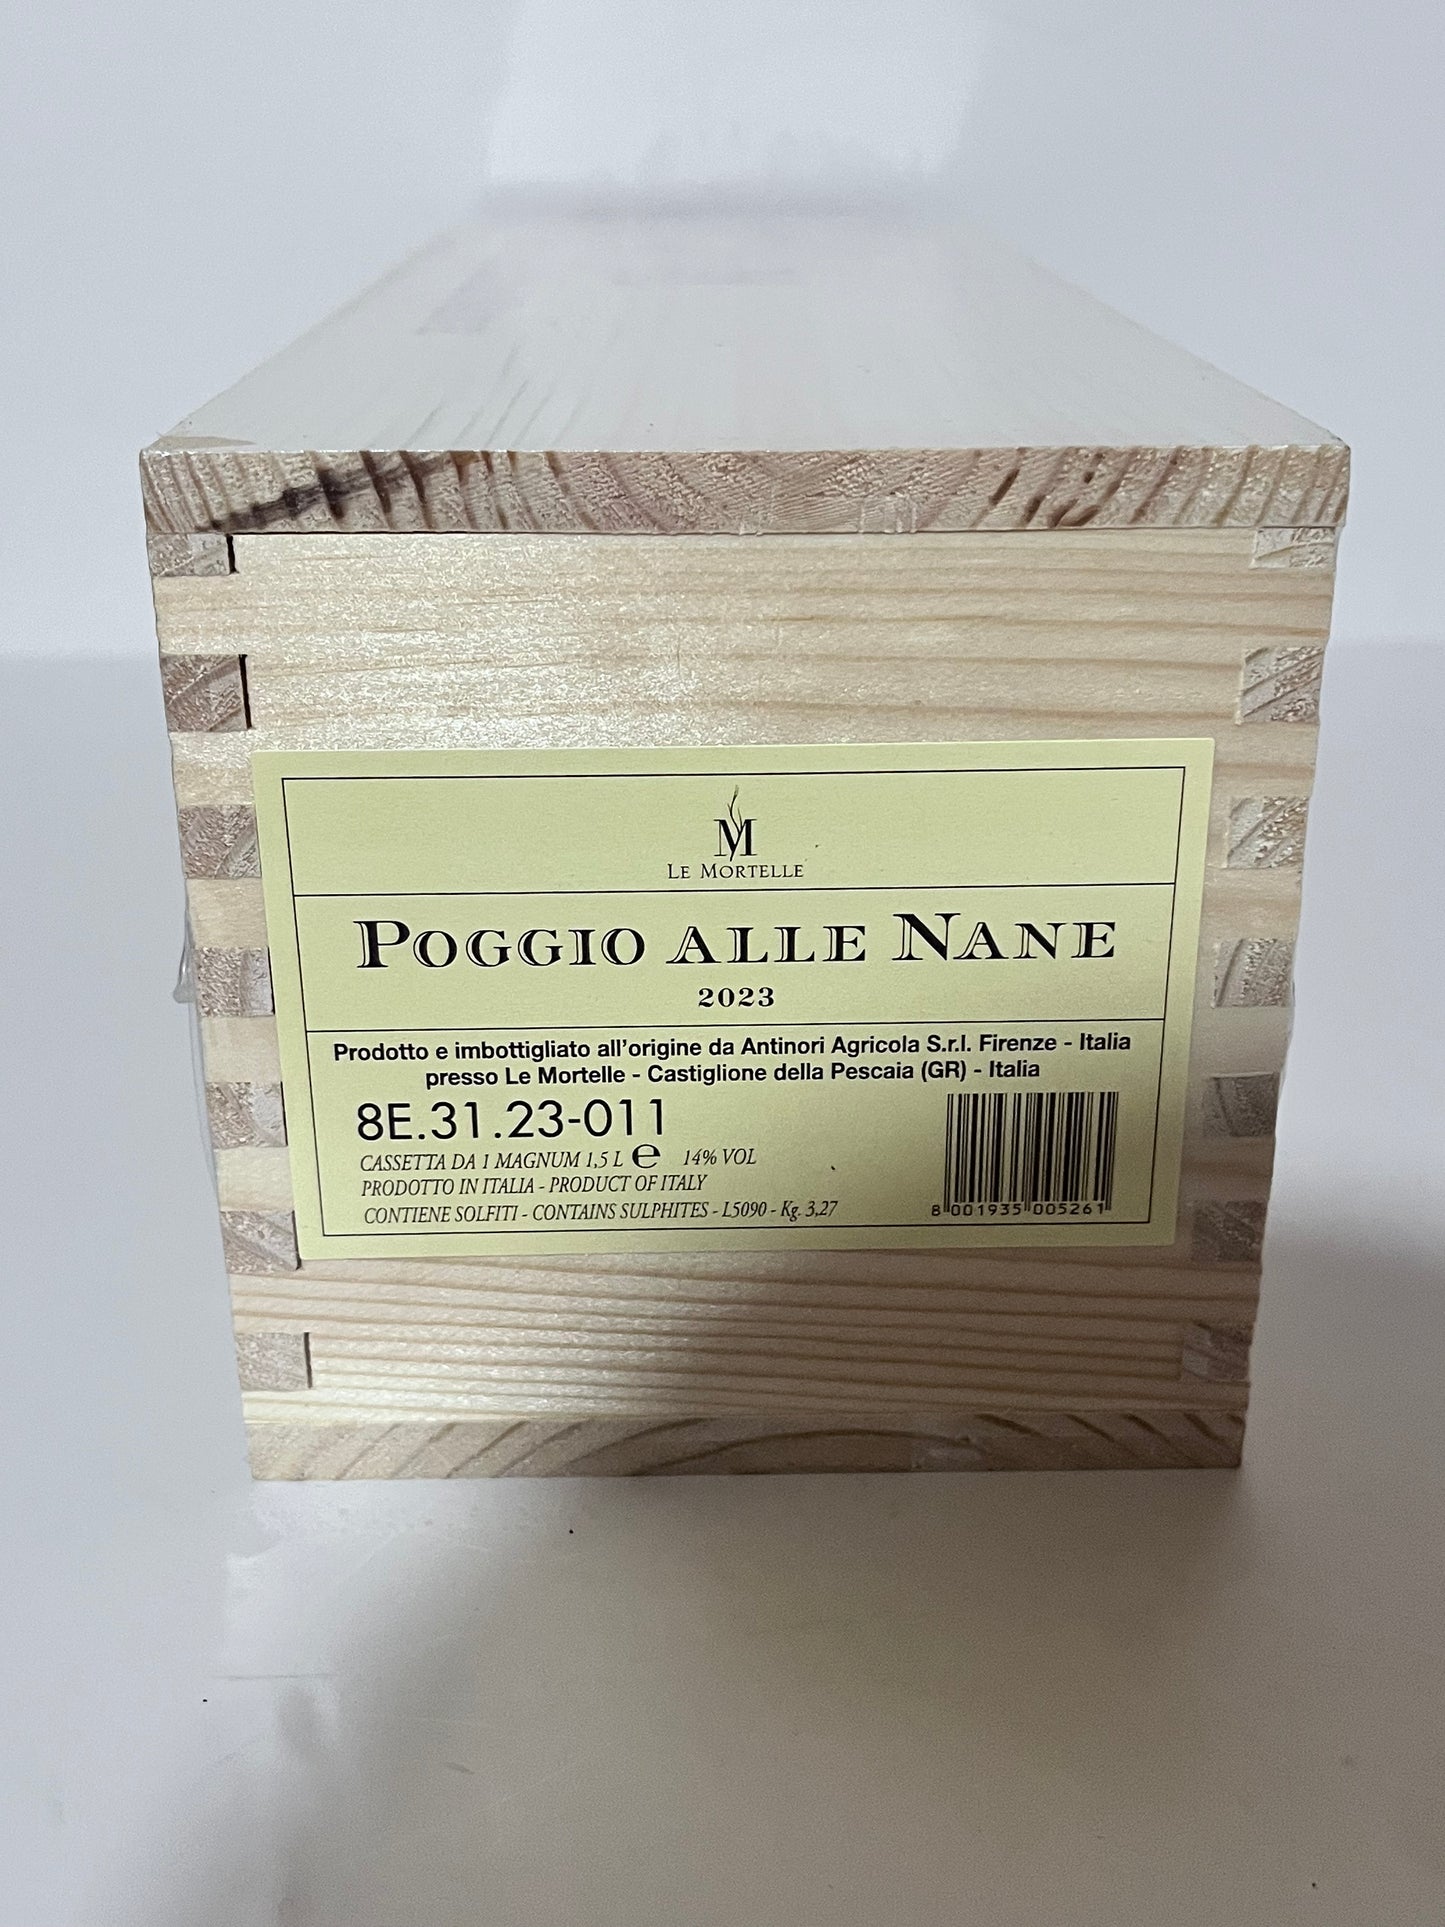 M
LE MORTELLE
POGGIO ALLE NANE
2023
Prodotto e imbottigliato all'origine da Antinori Agricola S.r.l. Firenze - Italia
presso Le Mortelle - Castiglione della Pescaia (GR) - Italia
8E.31.23-011
CASSETTA DA 1 MAGNUM 1,5 L ℮ 14% VOL
PRODOTTO IN ITALIA - PRODUCT OF ITALY
CONTIENE SOLFITI - CONTAINS SULPHITES - L5090 - Kg. 3,27
8 001935 005261